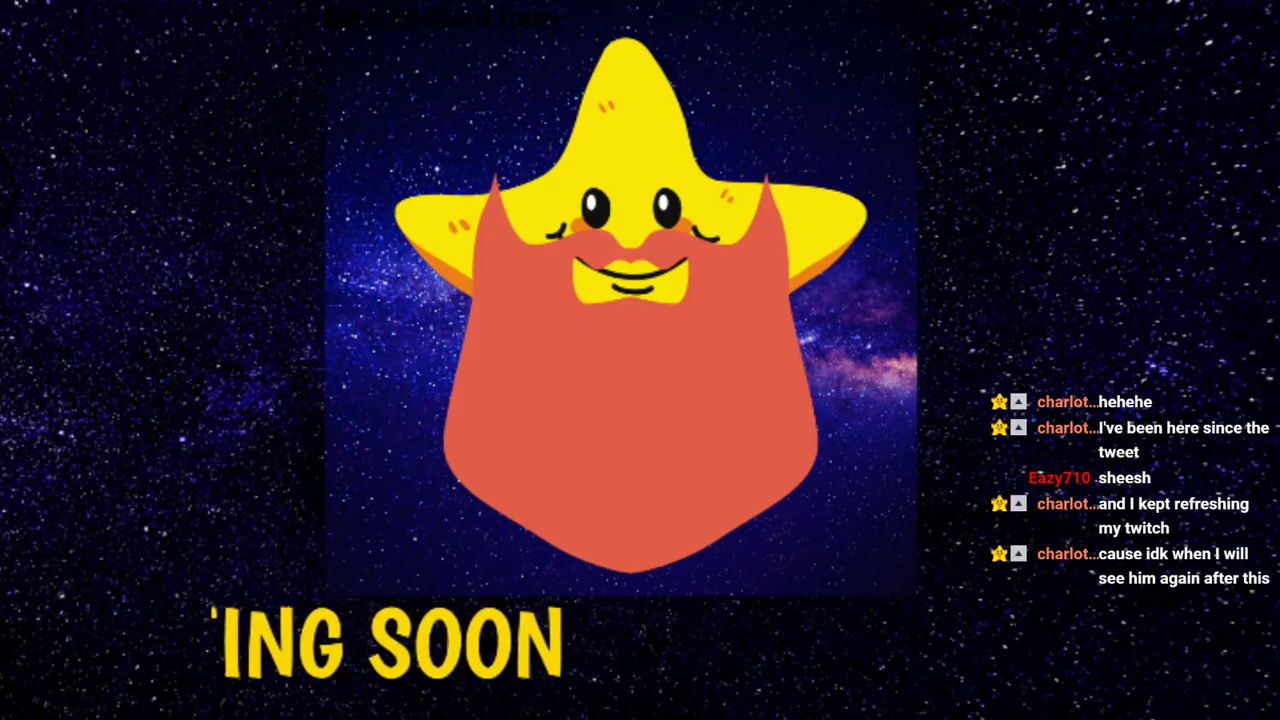 charlot...hehehe
charlot...I've been here since the
tweet
Eazy710 sheesh
charlot...and I kept refreshing
my twitch
charlot...cause idk when I will
see him again after this
'ING SOON